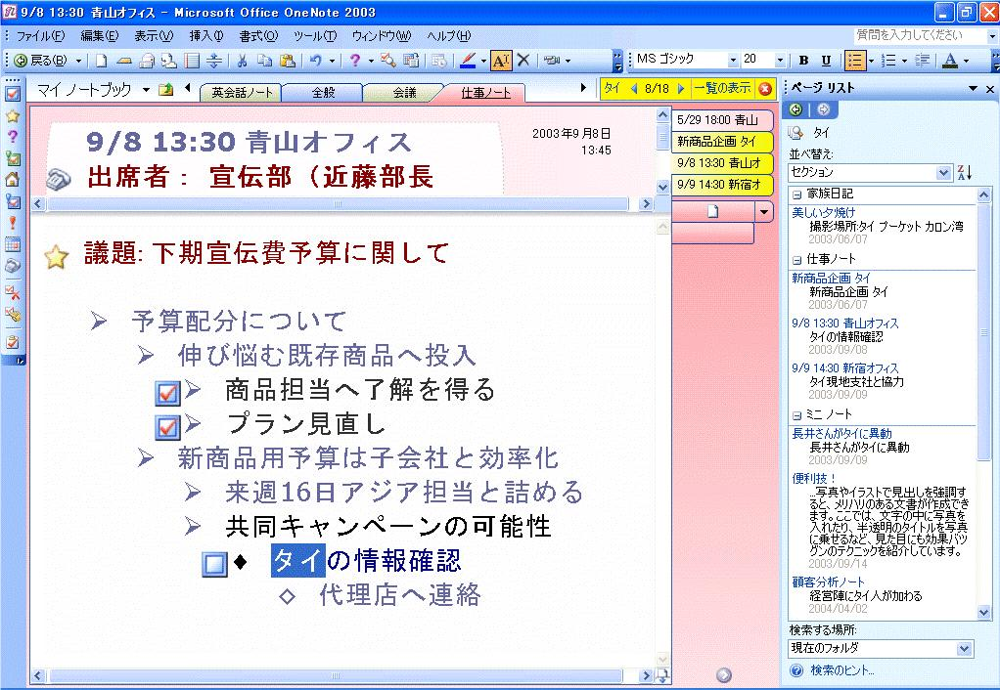 9/8 13:30 青山オフィス - Microsoft Office OneNote 2003
ファイル(F) 編集(E) 表示(V) 挿入(I) 書式(O) ツール(T) ウィンドウ(W) ヘルプ(H) 質問を入力してください
戻る(B) MS ゴシック 20 B U A
マイ ノートブック 英会話ノート 全般 会議 仕事ノート タイ 8/18 一覧の表示
9/8 13:30 青山オフィス
出席者： 宣伝部（近藤部長
2003年9月8日
13:45
5/29 18:00 青山
新商品企画 タイ
9/8 13:30 青山オ
9/9 14:30 新宿オ
議題: 下期宣伝費予算に関して
予算配分について
伸び悩む既存商品へ投入
商品担当へ了解を得る
プラン見直し
新商品用予算は子会社と効率化
来週16日アジア担当と詰める
共同キャンペーンの可能性
タイの情報確認
代理店へ連絡
ページ リスト
タイ
並べ替え:
セクション
家族日記
美しい夕焼け
撮影場所:タイ プーケット カロン湾
2003/06/07
仕事ノート
新商品企画 タイ
新商品企画 タイ
2003/06/07
9/8 13:30 青山オフィス
タイの情報確認
2003/09/08
9/9 14:30 新宿オフィス
タイ現地支社と協力
2003/09/09
ミニ ノート
長井さんがタイに異動
長井さんがタイに異動
2003/09/09
便利技！
...写真やイラストで見出しを強調す
ると、メリハリのある文書が作成でき
ます。ここでは、文字の中に写真を
入れたり、半透明のタイトルを写真
に乗せるなど、見た目にも効果バツ
グンのテクニックを紹介しています。
2003/09/14
顧客分析ノート
経営陣にタイ人が加わる
2004/04/02
検索する場所:
現在のフォルダ
検索のヒント...